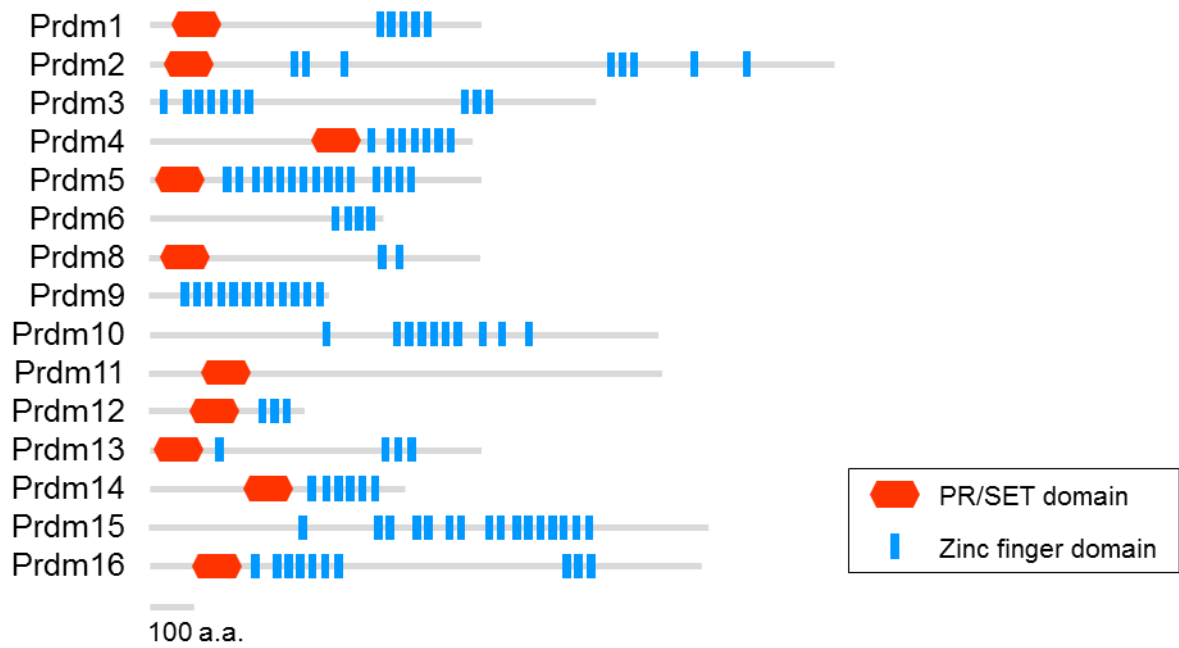 Prdm1
Prdm2
Prdm3
Prdm4
Prdm5
Prdm6
Prdm8
Prdm9
Prdm10
Prdm11
Prdm12
Prdm13
Prdm14
Prdm15
Prdm16
100 a.a.
PR/SET domain
Zinc finger domain